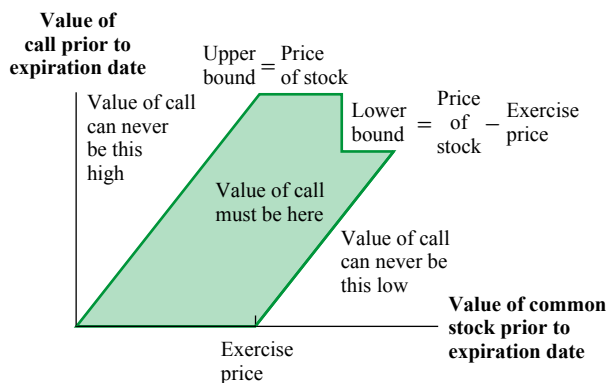 Value of
call prior to
expiration date
Upper
bound
=
Price
of stock
Value of call
can never
be this
high
Lower
bound
=
Price
of
stock
−
Exercise
price
Value of call
must be here
Value of call
can never be
this low
Value of common
stock prior to
expiration date
Exercise
price